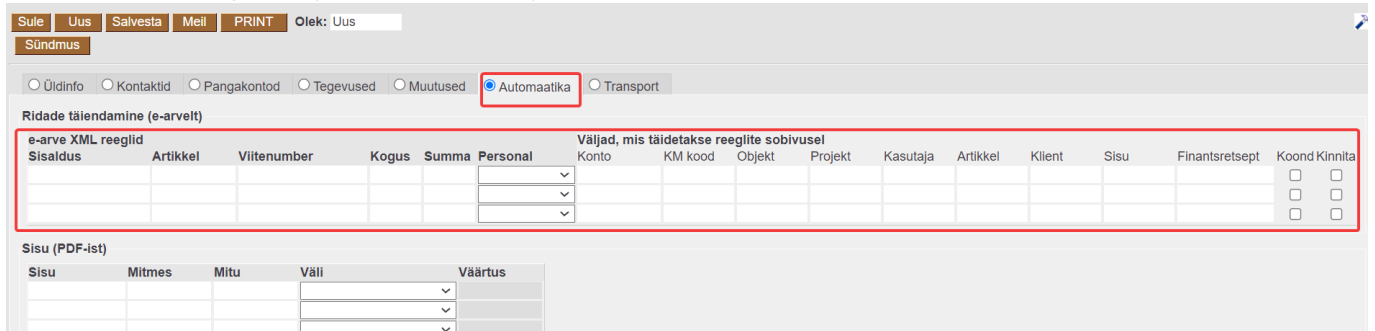 Sule Uus Salvesta Meil PRINT Olek: Uus
Sündmus
Üldinfo Kontaktid Pangakontod Tegevused Muutused Automaatika Transport
Ridade täiendamine (e-arvelt)
e-arve XML reeglid Väljad, mis täidetakse reeglite sobivusel
Sisaldus Artikkel Viitenumber Kogus Summa Personal Konto KM kood Objekt Projekt Kasutaja Artikkel Klient Sisu Finantsretsept Koond Kinnita
Sisu (PDF-ist)
Sisu Mitmes Mitu Väli Väärtus